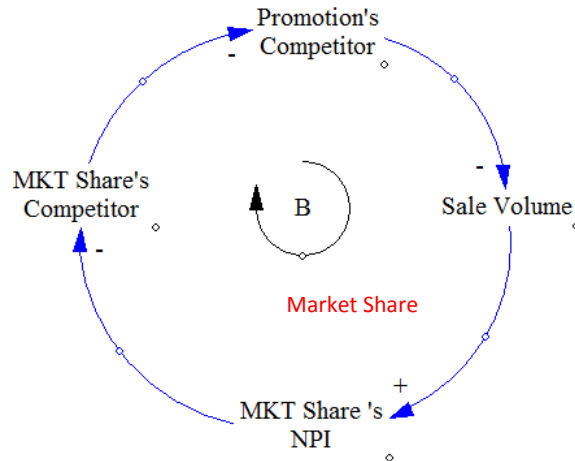 Promotion's
Competitor
-
-
MKT Share's
Competitor
Sale Volume
B
-
Market Share
+
MKT Share 's
NPI